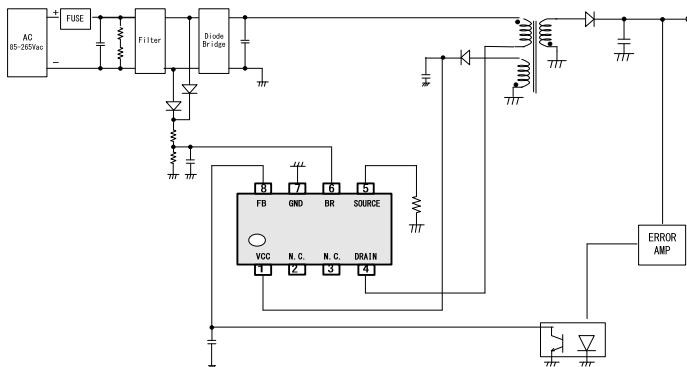 +
FUSE
AC
85-265Vac
Filter
Diode
Bridge
−
8
7
6
5
FB
GND
BR
SOURCE
VCC
N.C.
N.C.
DRAIN
1
2
3
4
ERROR
AMP